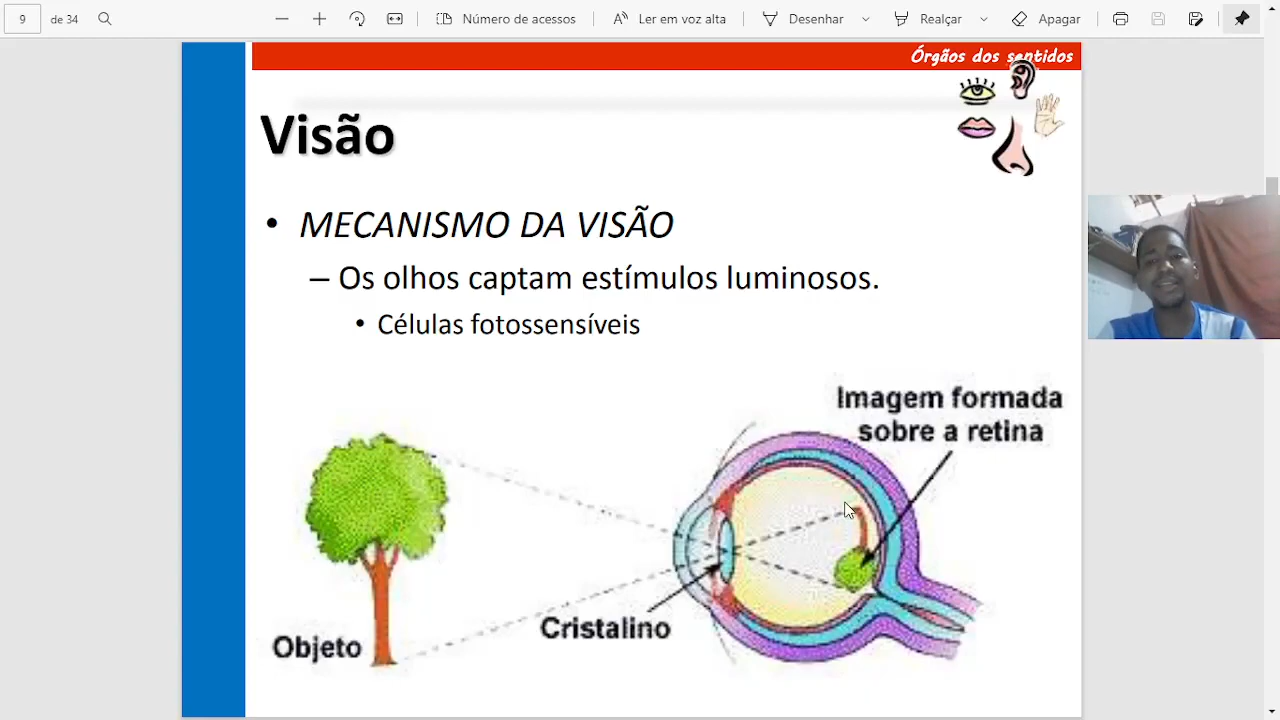 9 de 34 Número de acessos Ler em voz alta Desenhar Realçar Apagar
Órgãos dos sentidos
Visão
• MECANISMO DA VISÃO
– Os olhos captam estímulos luminosos.
• Células fotossensíveis
Imagem formada
sobre a retina
Cristalino
Objeto